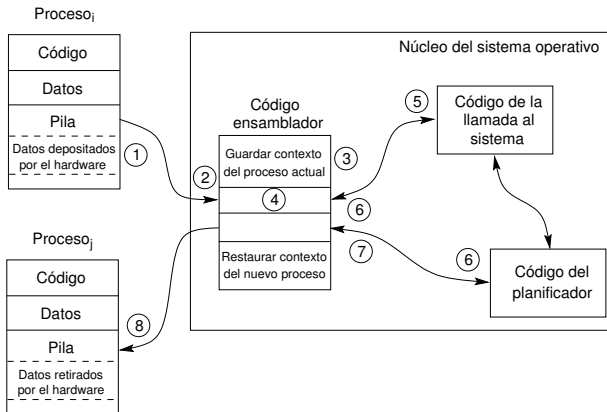 Proceso i
Código
Datos
Pila
Datos depositados
por el hardware
1
Proceso j
Código
Datos
Pila
Datos retirados
por el hardware
8
Núcleo del sistema operativo
Código
ensamblador
2
Guardar contexto
del proceso actual
3
4
6
7
Restaurar contexto
del nuevo proceso
5
Código de la
llamada al
sistema
6
Código del
planificador